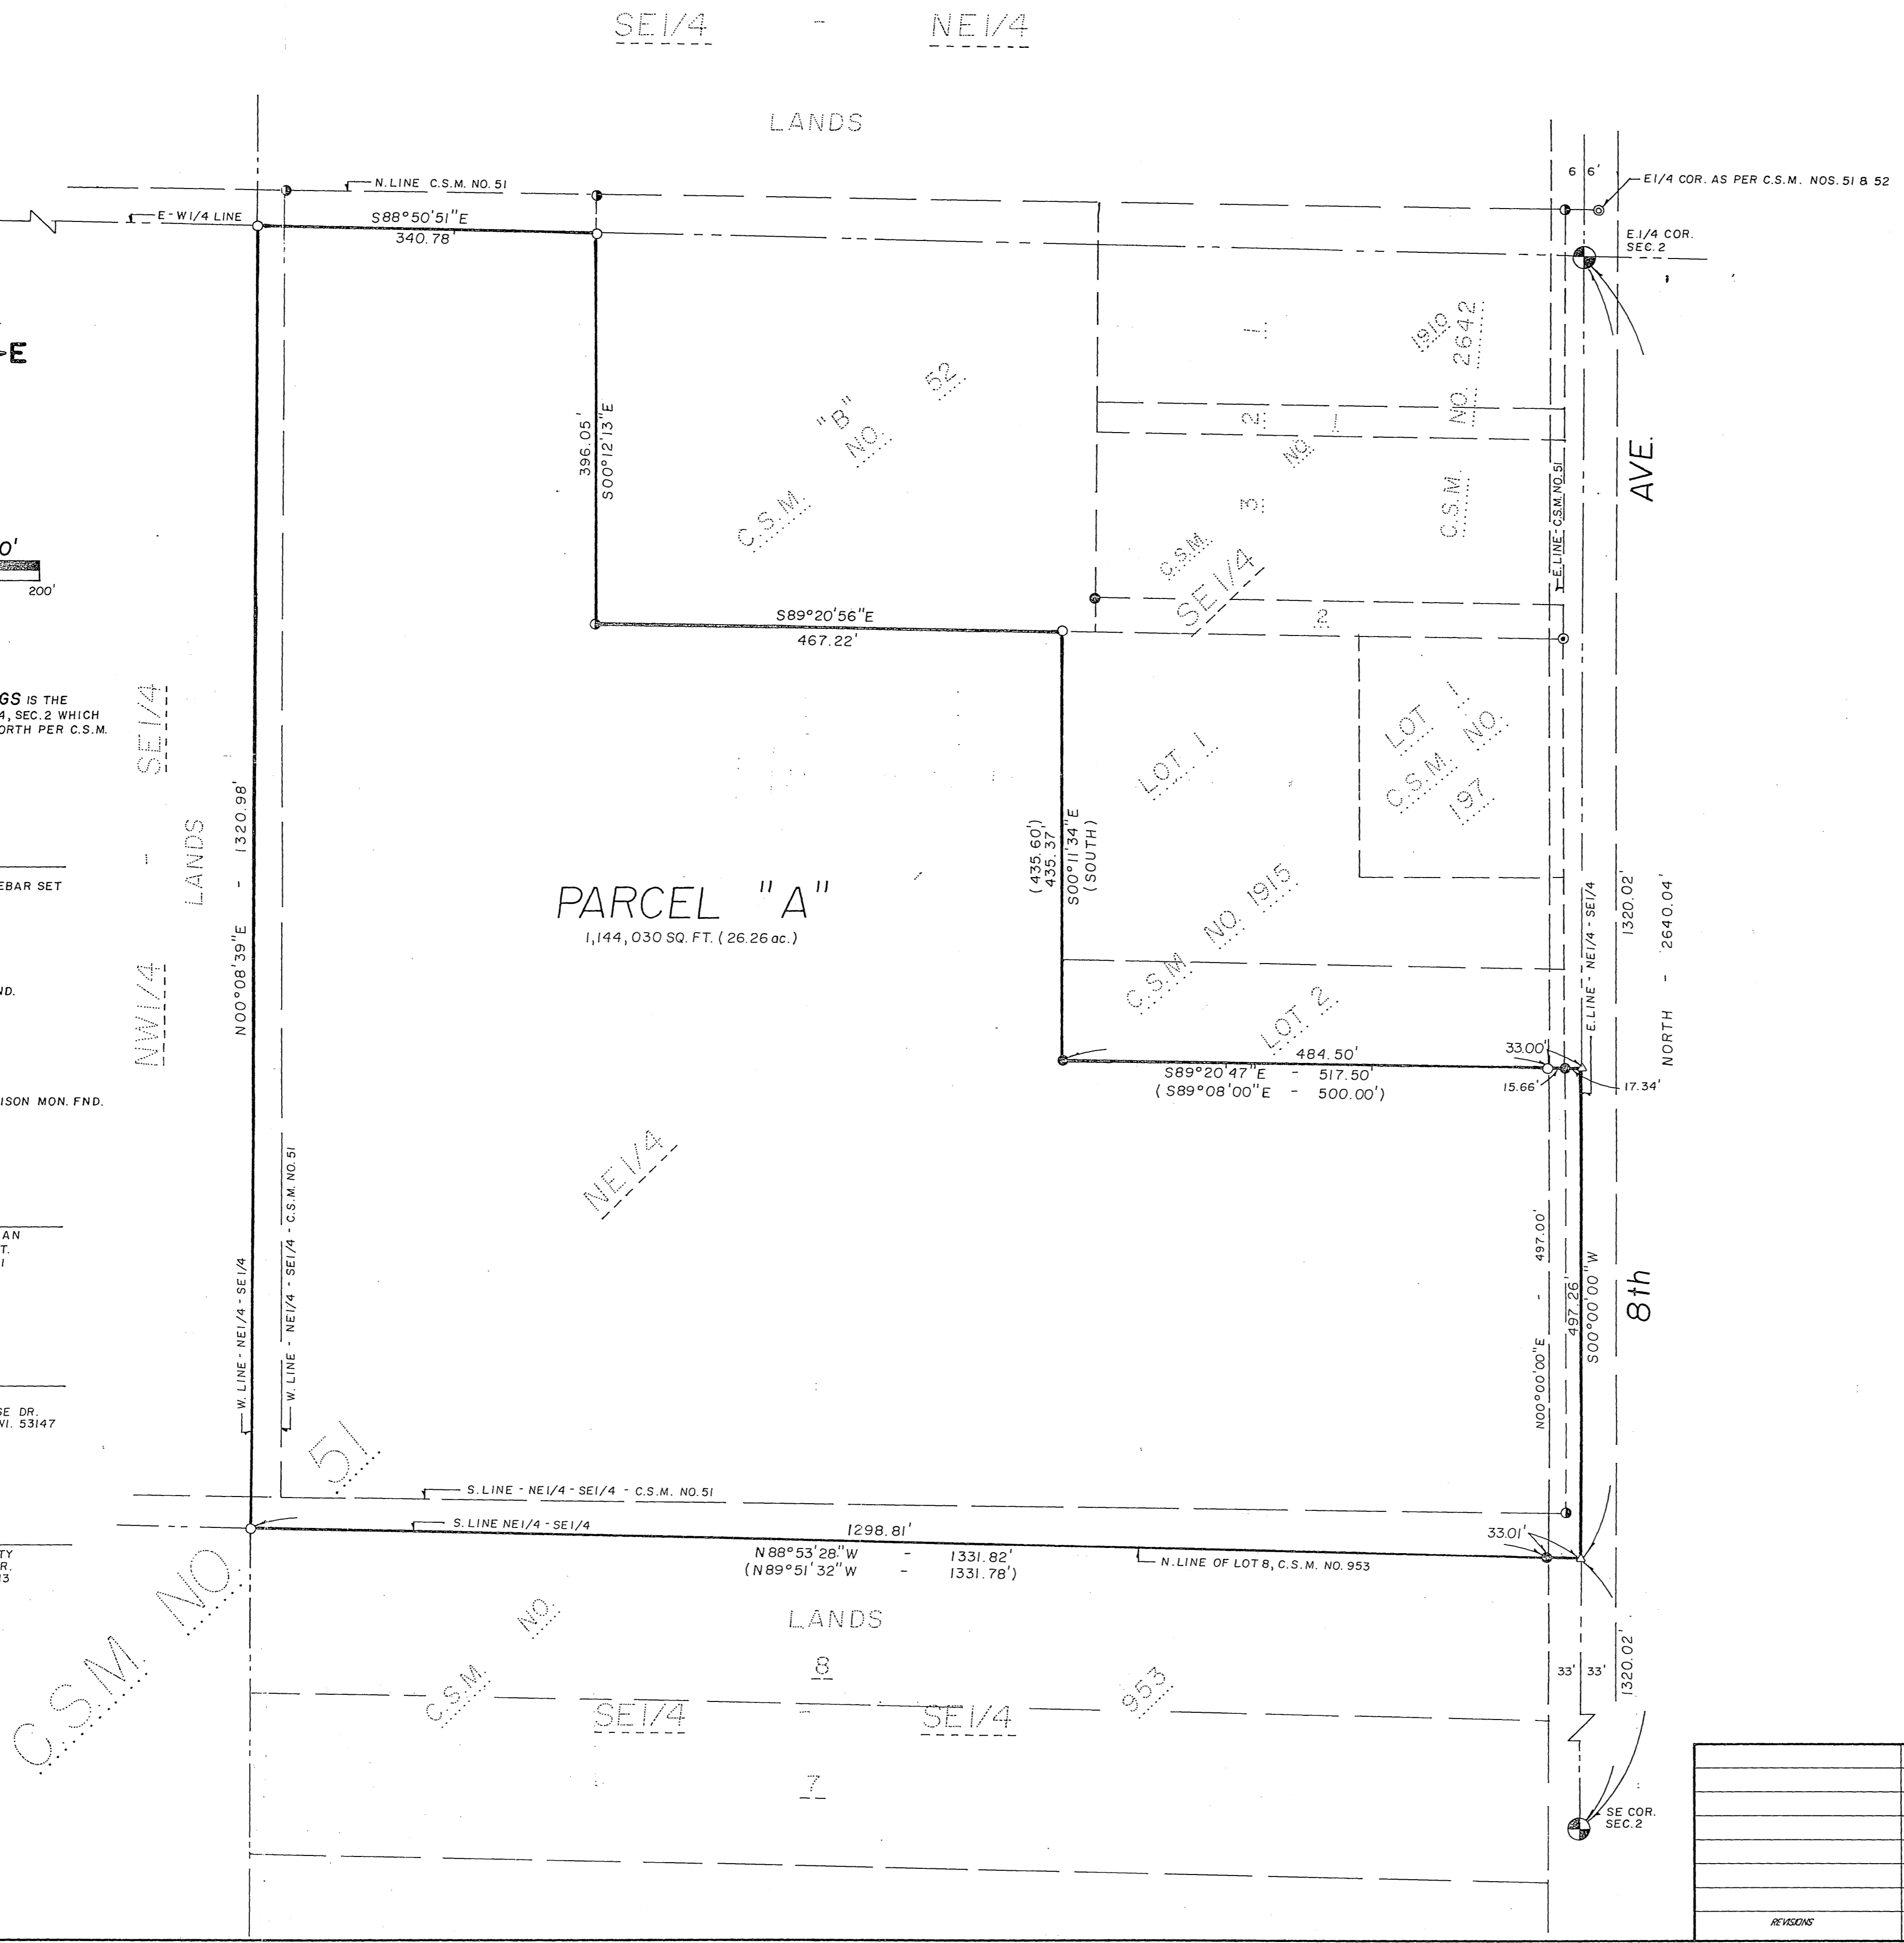 SE1/4 - NE1/4
LANDS
N. LINE C.S.M. NO. 51
6 6'
E1/4 COR. AS PER C.S.M. NOS. 51 & 52
E-W1/4 LINE
S88°50'51"E
340.78'
E.1/4 COR.
SEC. 2
E
396.05'
S00°12'13"E
"B"
C.S.M. NO. 52
1
2
3
C.S.M. NO. 1910
1
C.S.M. NO. 2642
E. LINE - C.S.M. NO. 51
AVE.
0'
200'
S89°20'56"E
467.22'
SE1/4
2
GS IS THE
4, SEC. 2 WHICH
ORTH PER C.S.M.
NW1/4 - SE1/4
LANDS
N00°08'39"E - 1320.98'
LOT 1
LOT 1
C.S.M. NO.
197
(435.60')
435.37'
S00°11'34"E
(SOUTH)
EBAR SET
PARCEL "A"
1,144,030 SQ. FT. (26.26 ac.)
C.S.M. NO. 1915
LOT 2
E. LINE - NE1/4 - SE1/4
1320.02'
NORTH - 2640.04'
ND.
484.50'
33.00'
S89°20'47"E - 517.50'
(S89°08'00"E - 500.00')
15.66'
17.34'
ISON MON. FND.
NE1/4
W. LINE - NE1/4 - SE1/4
W. LINE - NE1/4 - SE1/4 - C.S.M. NO. 51
N00°00'00"E - 497.00'
497.26'
S00°00'00"W
8th
AN
T.
1
SE DR.
WI. 53147
C.S.M. NO. 51
S. LINE - NE1/4 - SE1/4 - C.S.M. NO. 51
S. LINE NE1/4 - SE1/4
1298.81'
33.01'
N88°53'28"W - 1331.82'
(N89°51'32"W - 1331.78')
N. LINE OF LOT 8, C.S.M. NO. 953
TY
R.
13
LANDS
C.S.M. NO. 953
8
SE1/4 - SE1/4
33' 33'
1320.02'
7
SE COR.
SEC. 2
REVISIONS